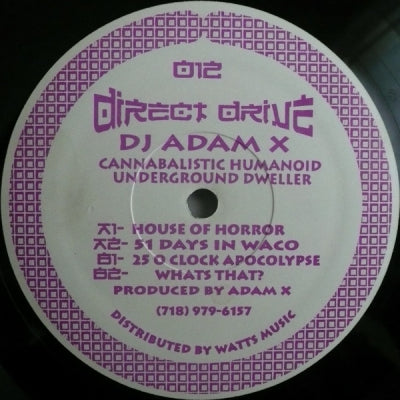 012
DIRECT DRIVE
DJ ADAM X
CANNABALISTIC HUMANOID
UNDERGROUND DWELLER
A1- HOUSE OF HORROR
A2- 51 DAYS IN WACO
B1- 25 O CLOCK APOCOLYPSE
B2- WHATS THAT?
PRODUCED BY ADAM X
(718) 979-6157
DISTRIBUTED BY WATTS MUSIC